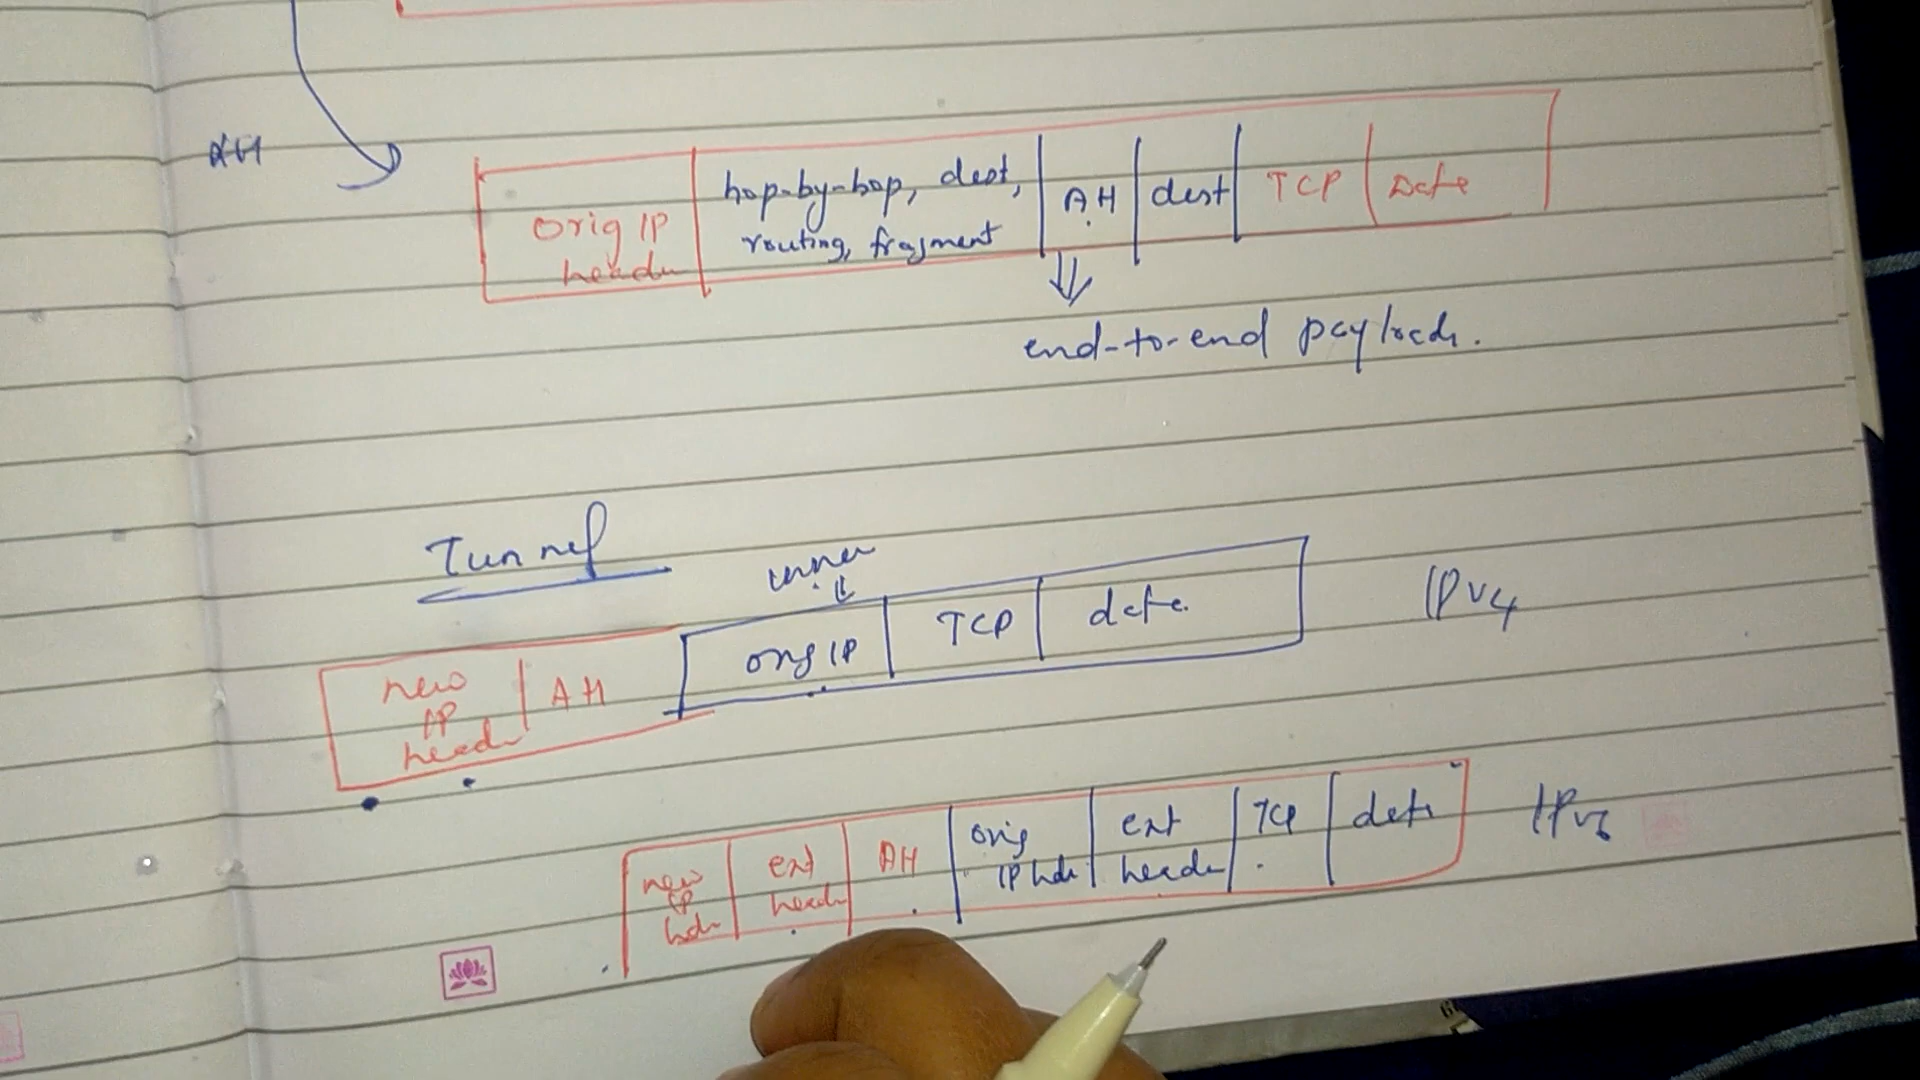 AH
hop-by-hop, dest,
routing, fragment
orig IP
header
AH
dest
TCP
Data
end-to-end payload.
Tunnel
inner
new
IP
header
AH
orig IP
TCP
data
IPv4
new
IP
hdr
ext
header
AH
orig
IP hdr
ext
header
TCP
data
IPv6